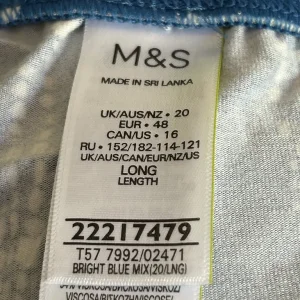 M&S
MADE IN SRI LANKA
UK/AUS/NZ • 20
EUR • 48
CAN/US • 16
RU • 152/182-114-121
UK/AUS/CAN/EUR/NZ/US
LONG
LENGTH
22217479
T57 7992/02471
BRIGHT BLUE MIX(20/LNG)